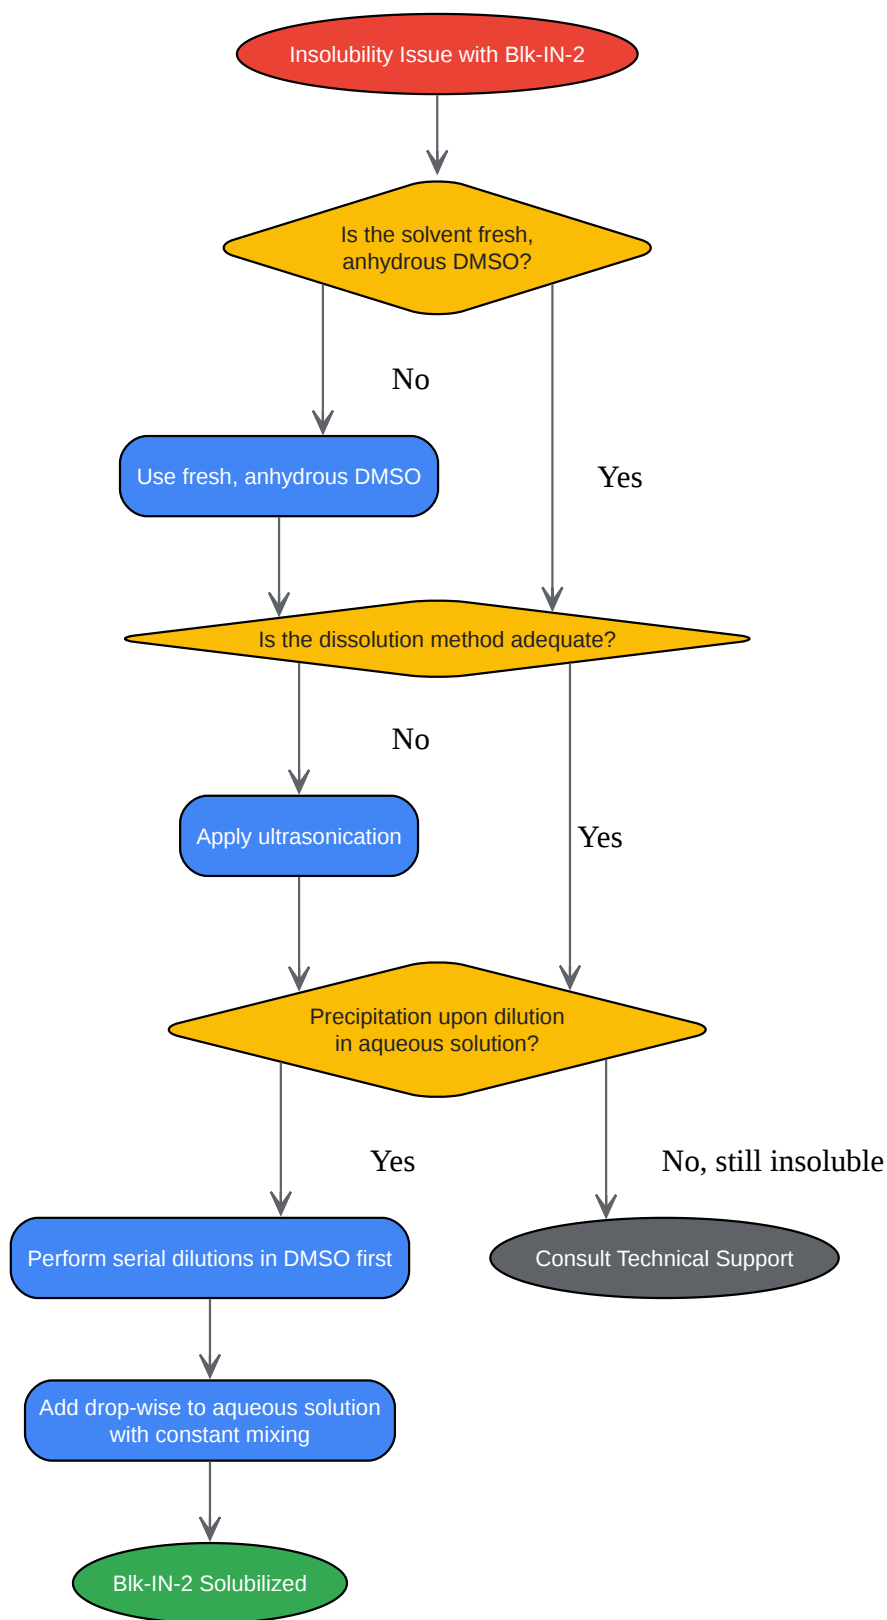 Insolubility Issue with Blk-IN-2
Is the solvent fresh,
anhydrous DMSO?
No
Use fresh, anhydrous DMSO
Yes
Is the dissolution method adequate?
No
Apply ultrasonication
Yes
Precipitation upon dilution
in aqueous solution?
Yes
No, still insoluble
Perform serial dilutions in DMSO first
Consult Technical Support
Add drop-wise to aqueous solution
with constant mixing
Blk-IN-2 Solubilized